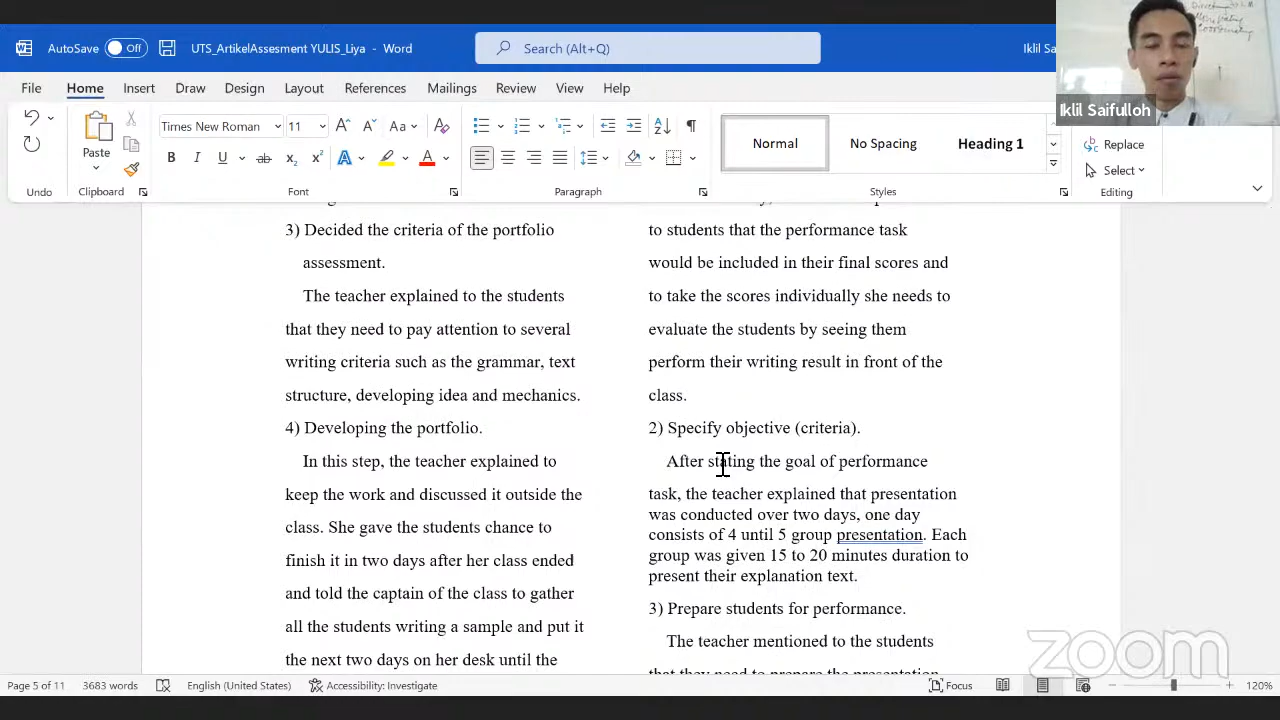 AutoSave Off UTS_ArtikelAssesment YULIS_Liya - Word Search (Alt+Q) Iklil Sa
Iklil Saifulloh
File Home Insert Draw Design Layout References Mailings Review View Help
Times New Roman 11 Aa
Normal No Spacing Heading 1
Paste
Replace
Select
Undo Clipboard Font Paragraph Styles Editing
3) Decided the criteria of the portfolio
assessment.
The teacher explained to the students
that they need to pay attention to several
writing criteria such as the grammar, text
structure, developing idea and mechanics.
4) Developing the portfolio.
In this step, the teacher explained to
keep the work and discussed it outside the
class. She gave the students chance to
finish it in two days after her class ended
and told the captain of the class to gather
all the students writing a sample and put it
the next two days on her desk until the
to students that the performance task
would be included in their final scores and
to take the scores individually she needs to
evaluate the students by seeing them
perform their writing result in front of the
class.
2) Specify objective (criteria).
After stating the goal of performance
task, the teacher explained that presentation
was conducted over two days, one day
consists of 4 until 5 group presentation. Each
group was given 15 to 20 minutes duration to
present their explanation text.
3) Prepare students for performance.
The teacher mentioned to the students
that they need to prepare the presentation
zoom
Page 5 of 11 3683 words English (United States) Accessibility: Investigate Focus 120%